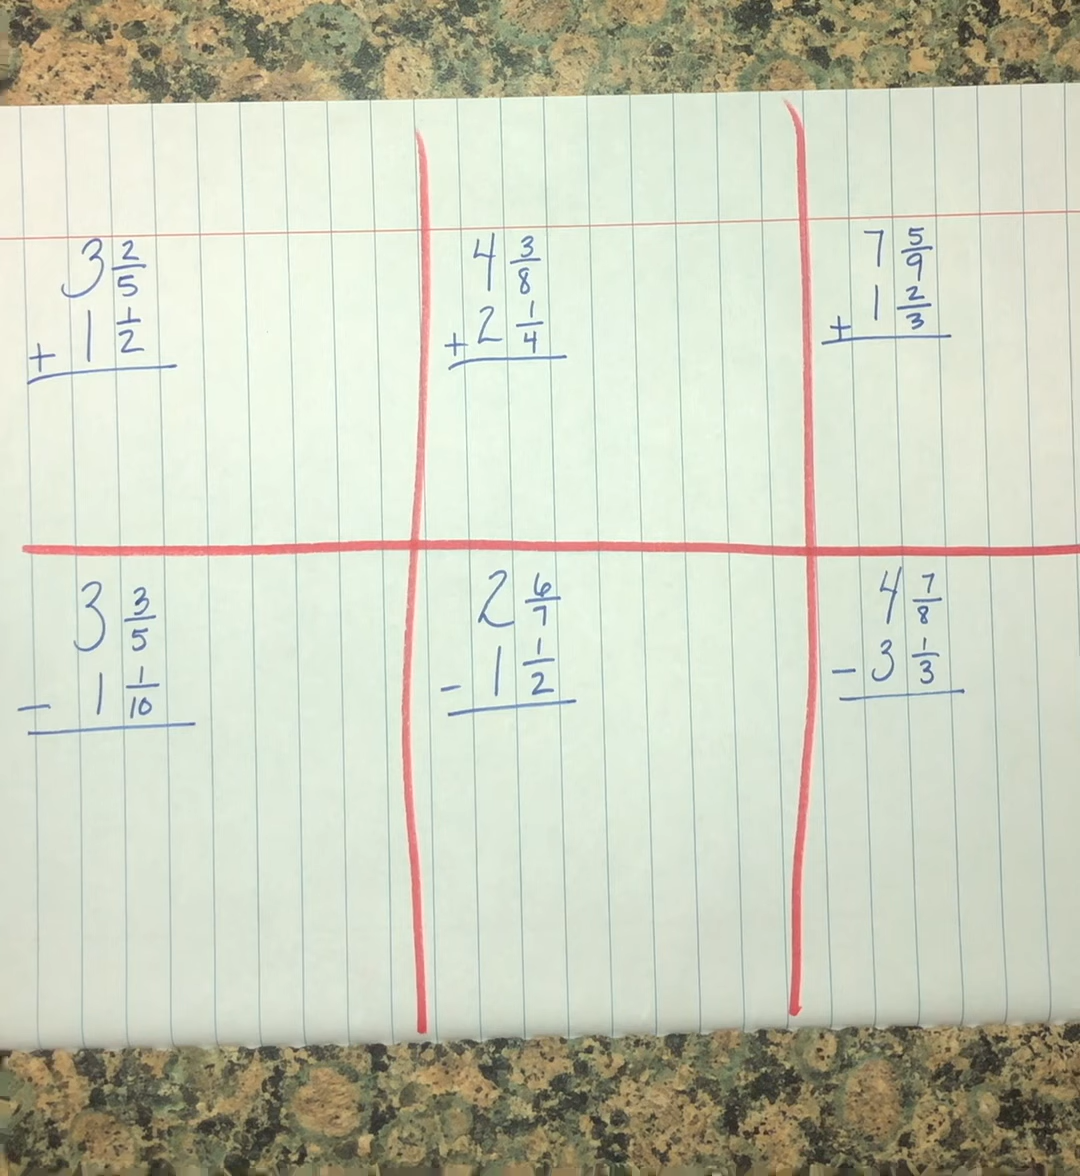 3 2/5
+ 1 1/2
4 3/8
+ 2 1/4
7 5/9
+ 1 2/3
3 3/5
- 1 1/10
2 6/7
- 1 1/2
4 7/8
- 3 1/3